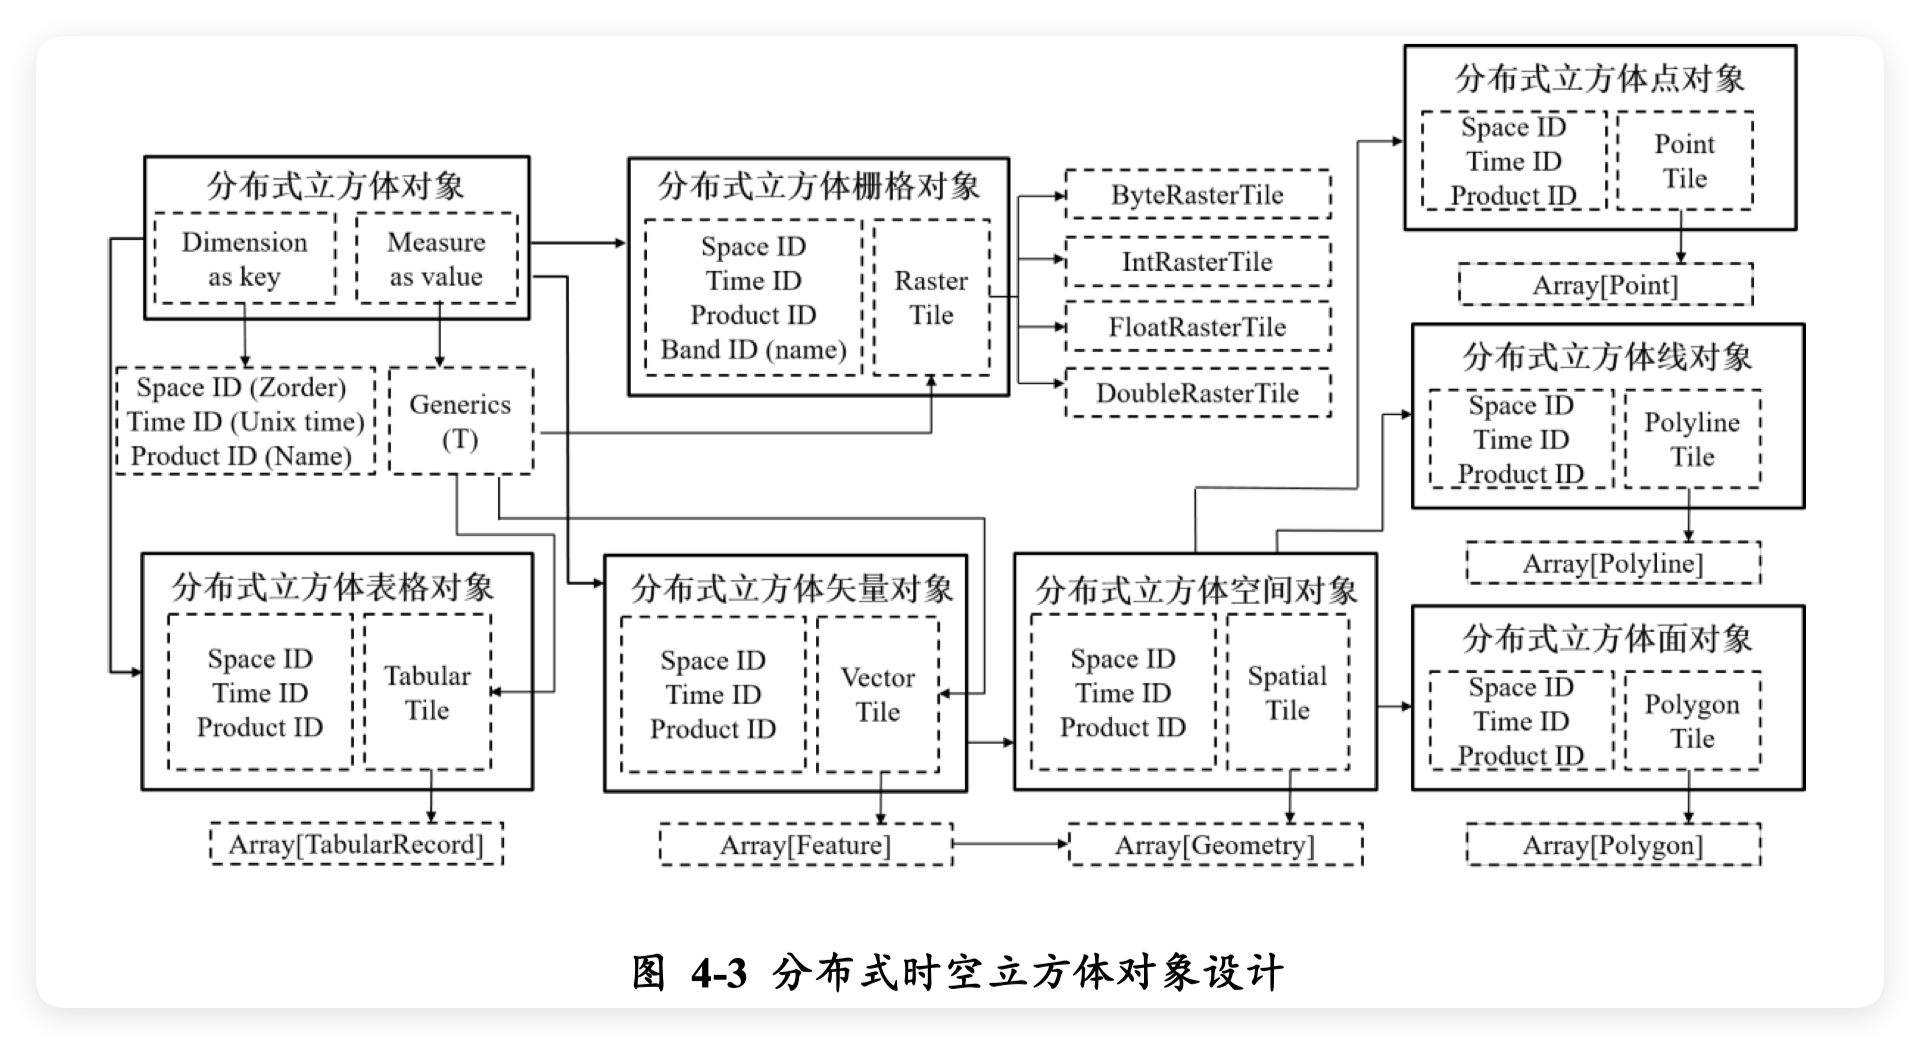 分布式立方体对象
Dimension
as key
Measure
as value
Space ID (Zorder)
Time ID (Unix time)
Product ID (Name)
Generics
(T)
分布式立方体栅格对象
Space ID
Time ID
Product ID
Band ID (name)
Raster
Tile
ByteRasterTile
IntRasterTile
FloatRasterTile
DoubleRasterTile
分布式立方体点对象
Space ID
Time ID
Product ID
Point
Tile
Array[Point]
分布式立方体线对象
Space ID
Time ID
Product ID
Polyline
Tile
Array[Polyline]
分布式立方体表格对象
Space ID
Time ID
Product ID
Tabular
Tile
Array[TabularRecord]
分布式立方体矢量对象
Space ID
Time ID
Product ID
Vector
Tile
Array[Feature]
分布式立方体空间对象
Space ID
Time ID
Product ID
Spatial
Tile
Array[Geometry]
分布式立方体面对象
Space ID
Time ID
Product ID
Polygon
Tile
Array[Polygon]
图 4-3 分布式时空立方体对象设计